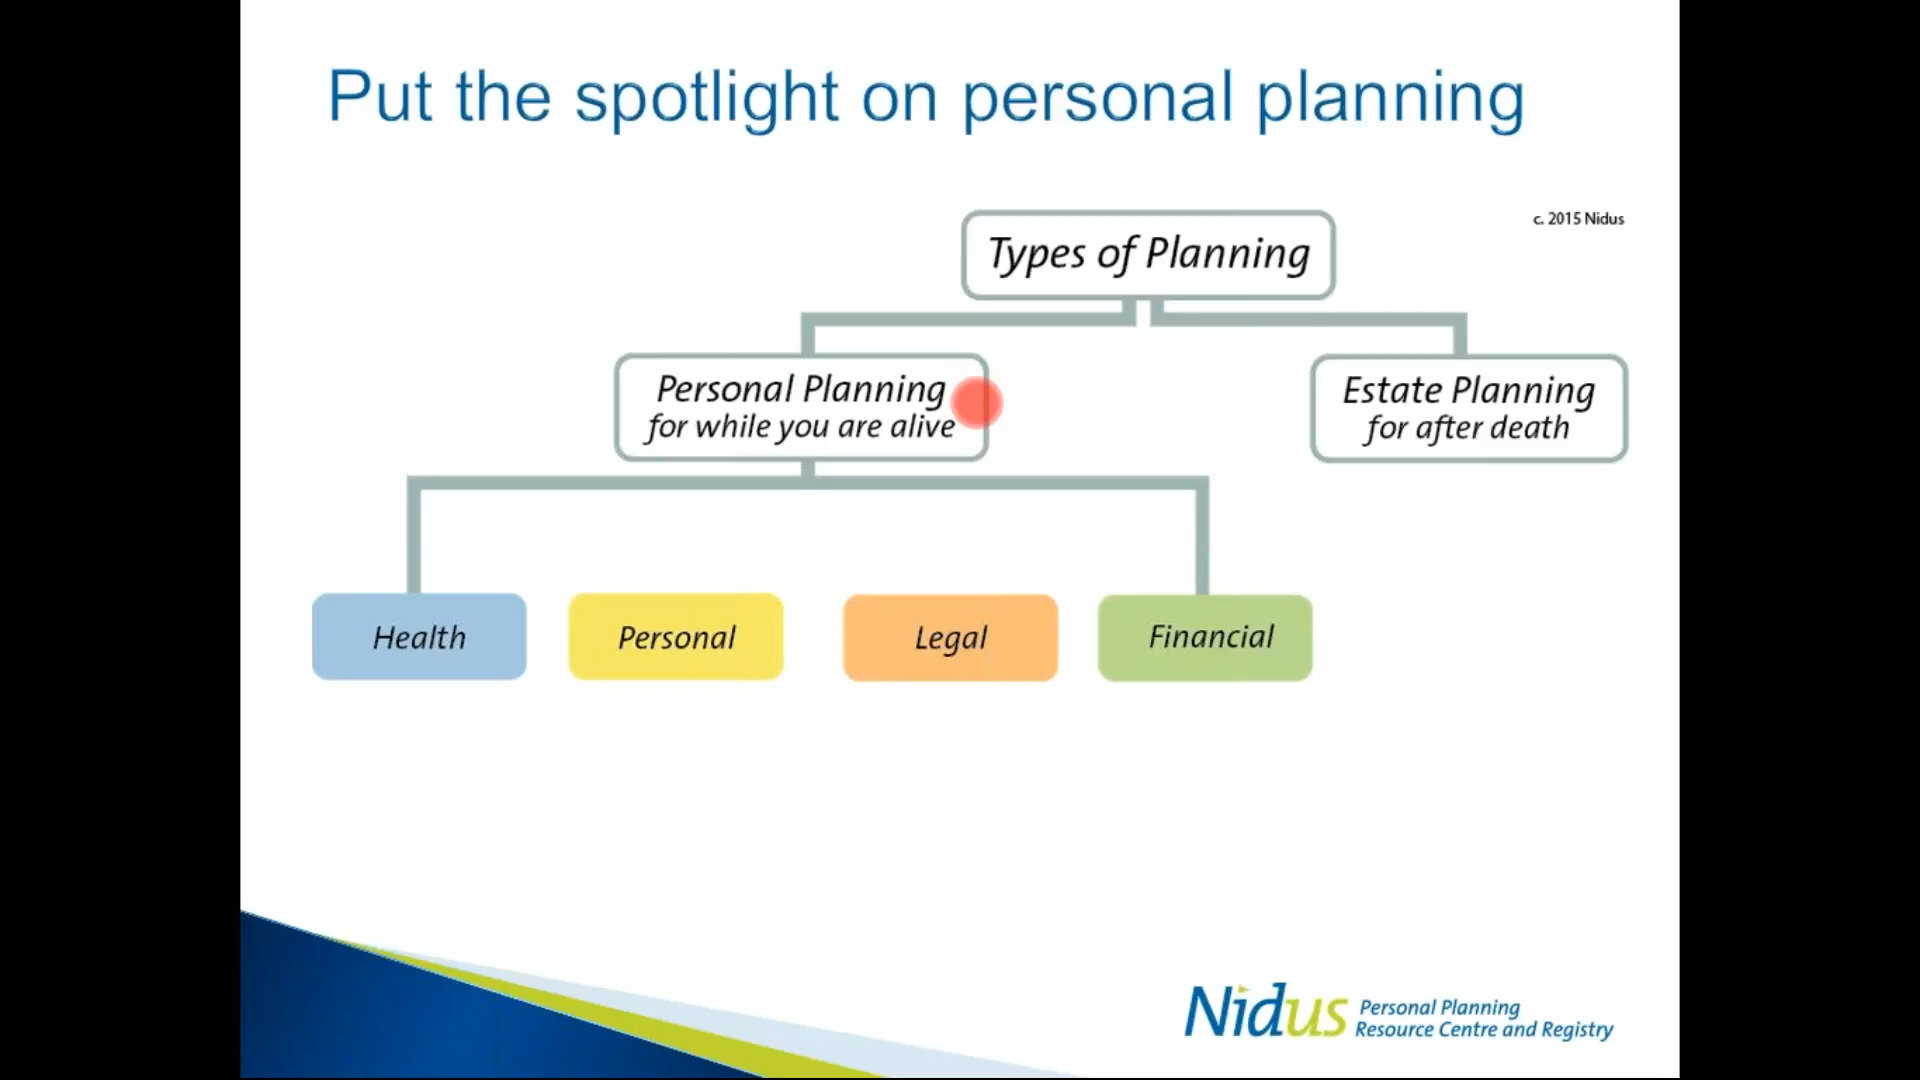 Put the spotlight on personal planning
c. 2015 Nidus
Types of Planning
Personal Planning
for while you are alive
Estate Planning
for after death
Health
Personal
Legal
Financial
Nidus
Personal Planning
Resource Centre and Registry